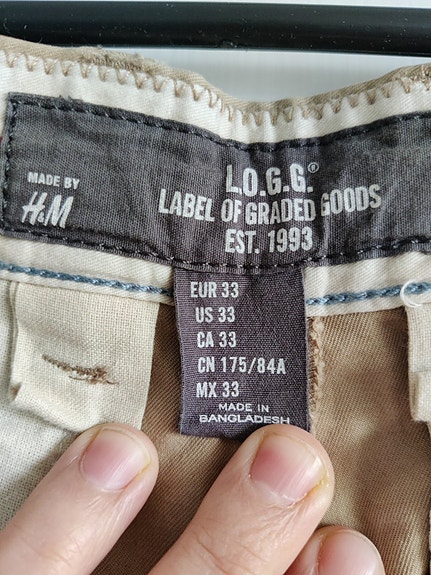 MADE BY
H&M
L.O.G.G.®
LABEL OF GRADED GOODS
EST. 1993
EUR 33
US 33
CA 33
CN 175/84A
MX 33
MADE IN
BANGLADESH